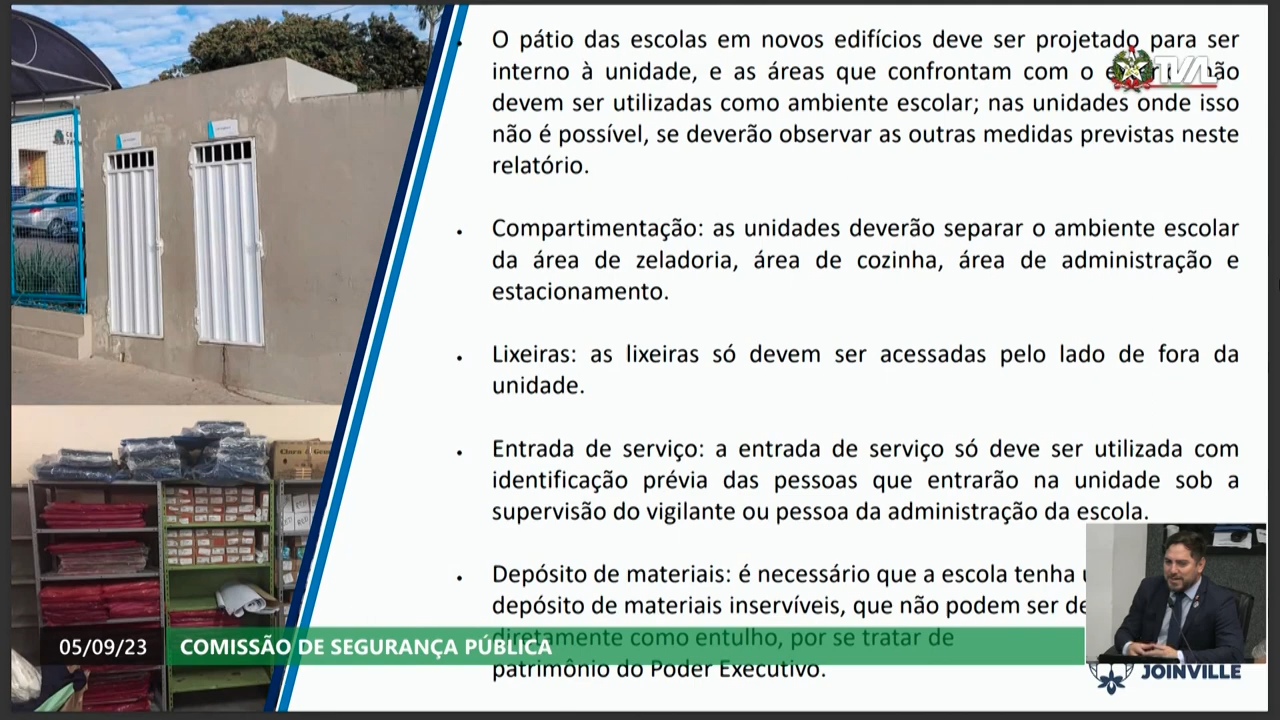 O pátio das escolas em novos edifícios deve ser projetado para ser
interno à unidade, e as áreas que confrontam com o não
devem ser utilizadas como ambiente escolar; nas unidades onde isso
não é possível, se deverão observar as outras medidas previstas neste
relatório.
Compartimentação: as unidades deverão separar o ambiente escolar
da área de zeladoria, área de cozinha, área de administração e
estacionamento.
Lixeiras: as lixeiras só devem ser acessadas pelo lado de fora da
unidade.
Entrada de serviço: a entrada de serviço só deve ser utilizada com
identificação prévia das pessoas que entrarão na unidade sob a
supervisão do vigilante ou pessoa da administração da escola.
Depósito de materiais: é necessário que a escola tenha
depósito de materiais inservíveis, que não podem ser
diretamente como entulho, por se tratar de
patrimônio do Poder Executivo.
TVAL
05/09/23 COMISSÃO DE SEGURANÇA PÚBLICA
JOINVILLE